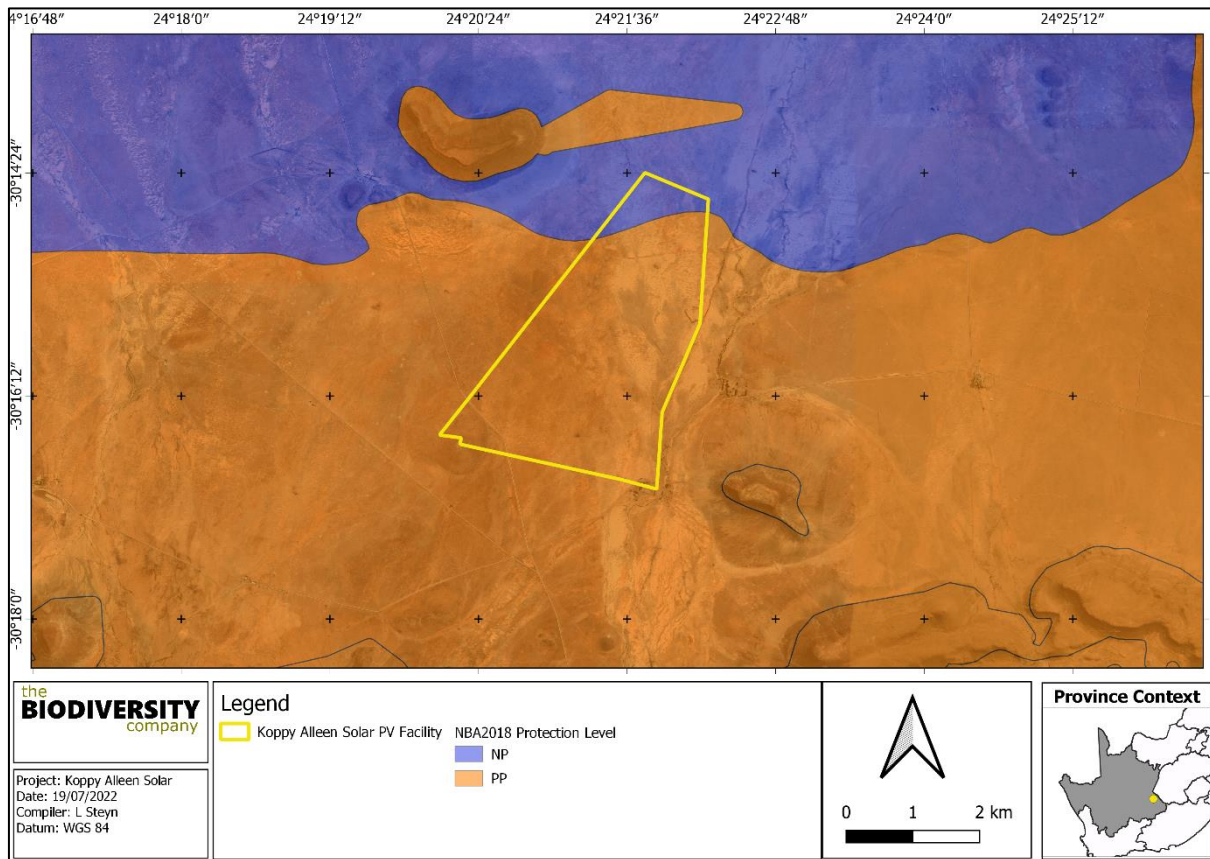 4°16′48″ 24°18′0″ 24°19′12″ 24°20′24″ 24°21′36″ 24°22′48″ 24°24′0″ 24°25′12″
-30°14′24″
-30°16′12″
-30°18′0″
the
BIODIVERSITY
company
Project: Koppy Alleen Solar
Date: 19/07/2022
Compiler: L Steyn
Datum: WGS 84
Legend
Koppy Alleen Solar PV Facility
NBA2018 Protection Level
NP
PP
0 1 2 km
Province Context